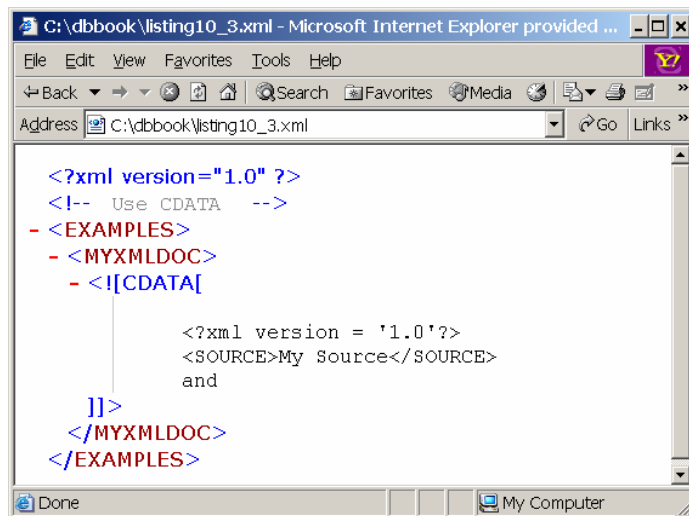 C:\dbbook\listing10_3.xml - Microsoft Internet Explorer provided ...
File Edit View Favorites Tools Help
Y!
Back Search Favorites Media »
Address C:\dbbook\listing10_3.xml Go Links »
<?xml version="1.0" ?>
<!-- Use CDATA -->
- <EXAMPLES>
- <MYXMLDOC>
- <![CDATA[
<?xml version = '1.0'?>
<SOURCE>My Source</SOURCE>
and
]]>
</MYXMLDOC>
</EXAMPLES>
Done My Computer